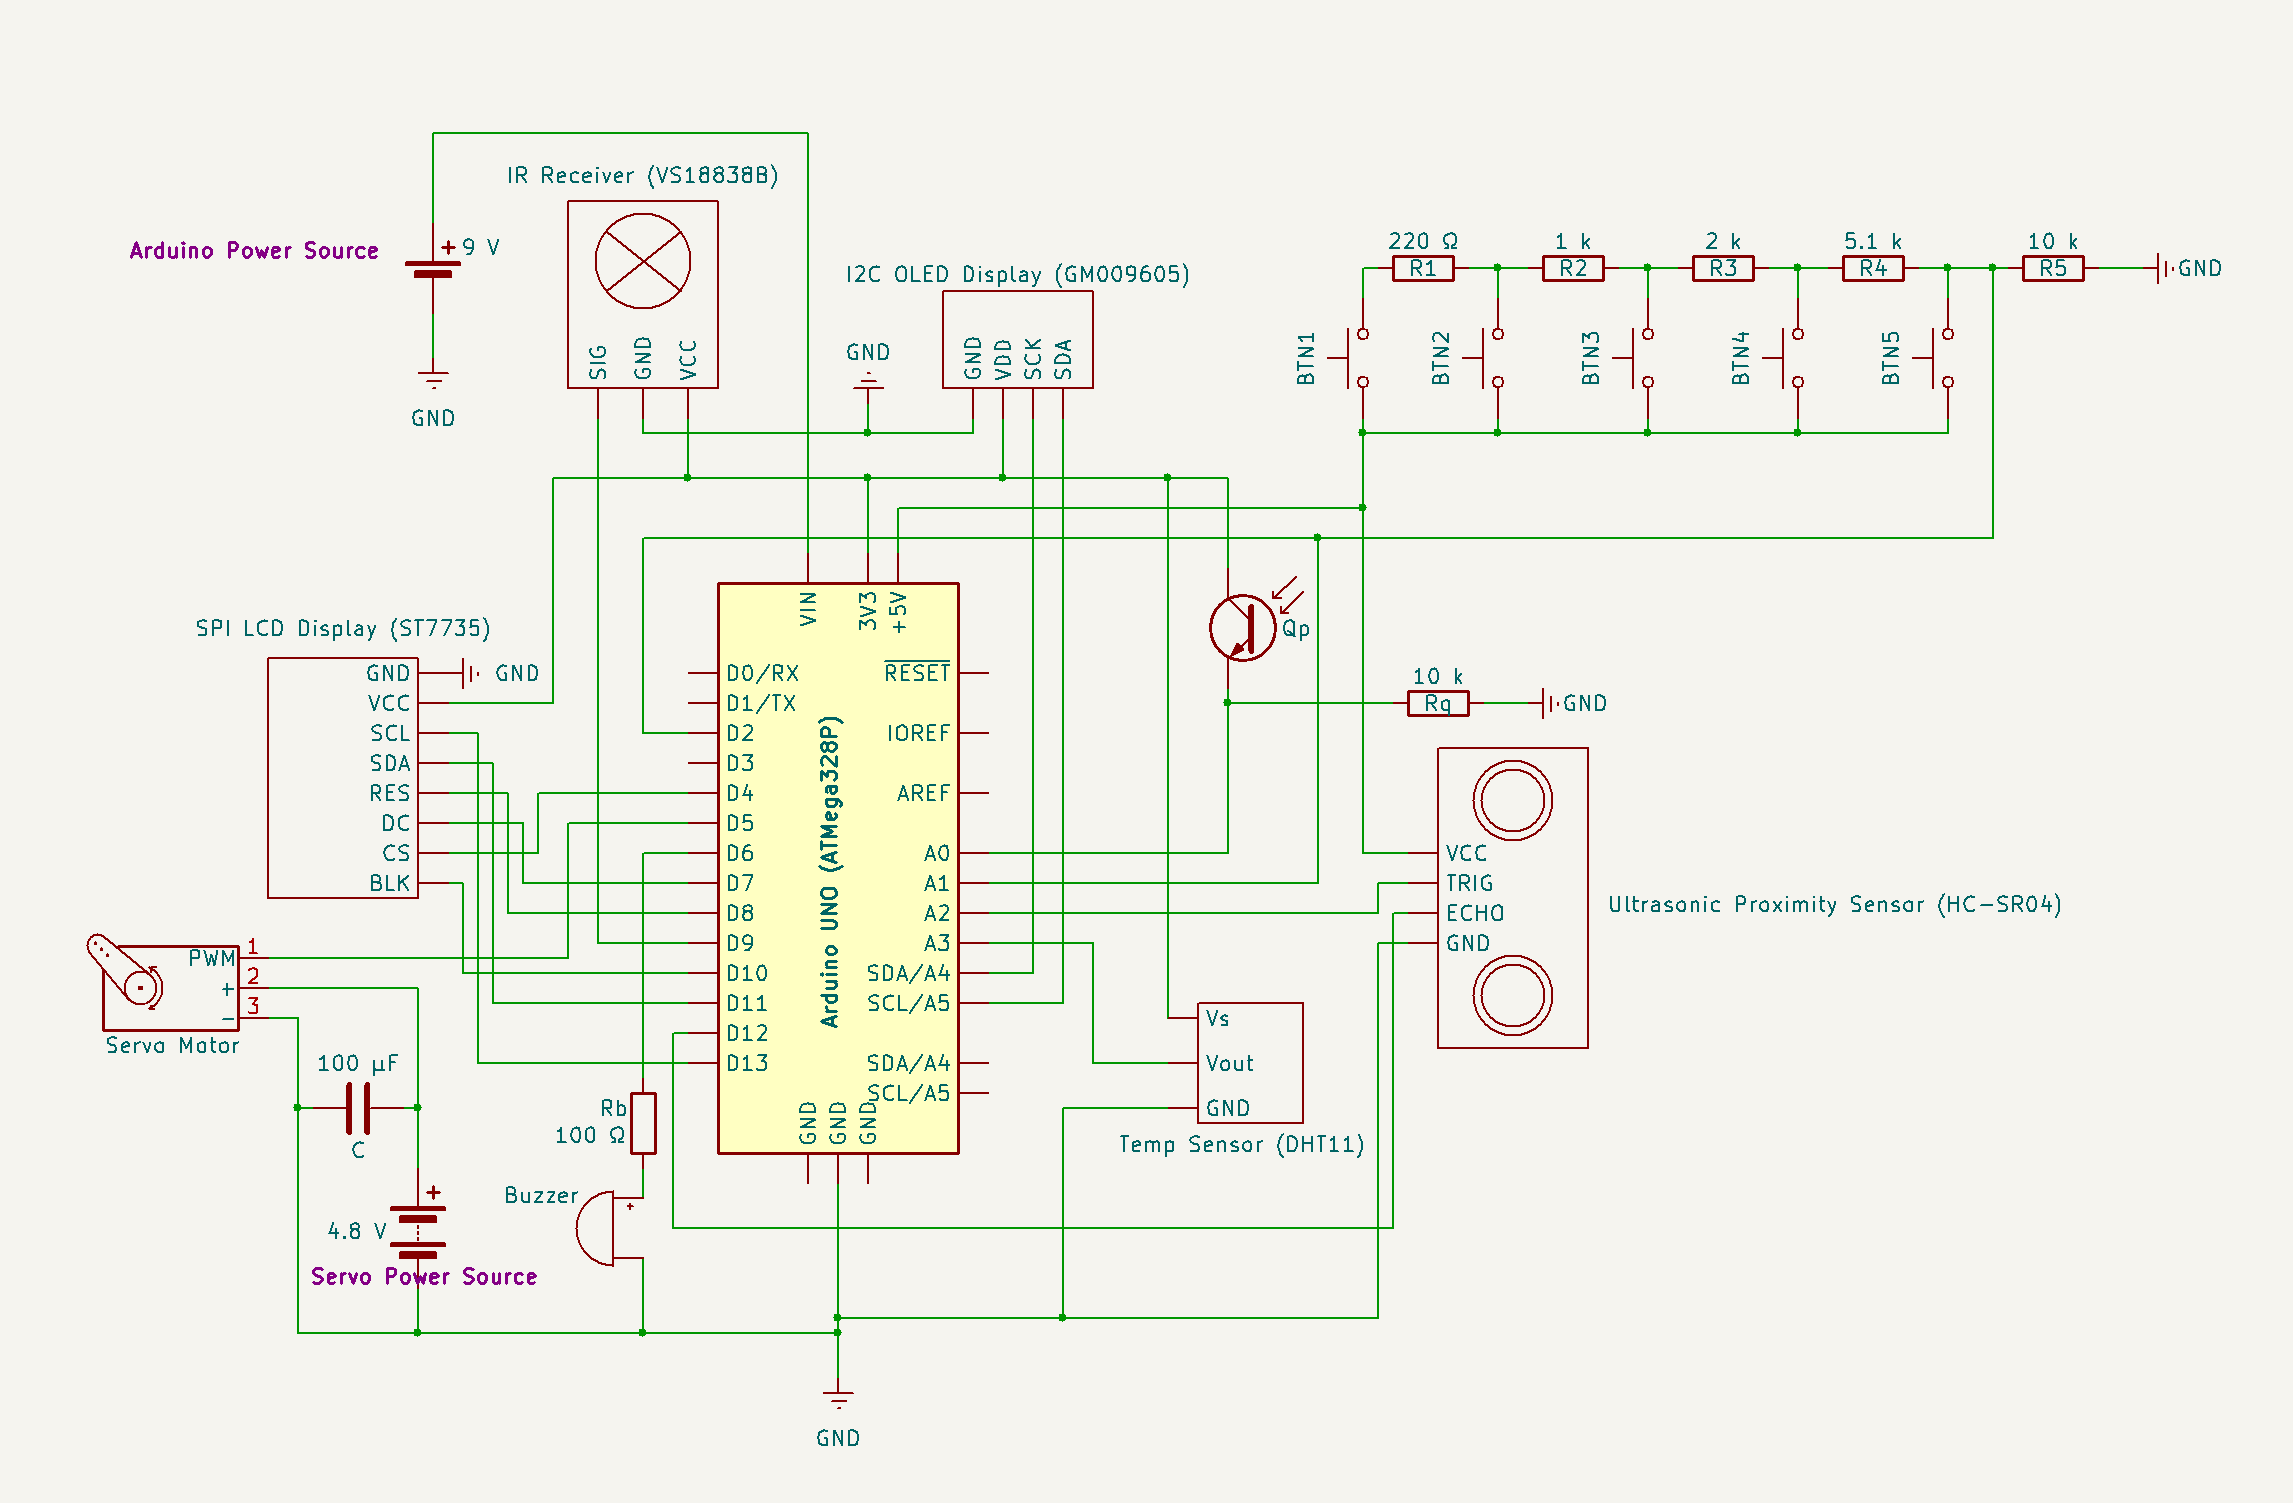 IR Receiver (VS18838B)
Arduino Power Source
+ 9 V
GND
SIG
GND
VCC
I2C OLED Display (GM009605)
GND
GND
VDD
SCK
SDA
220 Ω
R1
1 k
R2
2 k
R3
5.1 k
R4
10 k
R5
GND
BTN1
BTN2
BTN3
BTN4
BTN5
SPI LCD Display (ST7735)
GND
GND
VCC
SCL
SDA
RES
DC
CS
BLK
VIN
3V3
+5V
D0/RX
D1/TX
D2
D3
D4
D5
D6
D7
D8
D9
D10
D11
D12
D13
Arduino UNO (ATMega328P)
RESET
IOREF
AREF
A0
A1
A2
A3
SDA/A4
SCL/A5
SDA/A4
SCL/A5
GND
GND
GND
Qp
10 k
Rq
GND
VCC
TRIG
ECHO
GND
Ultrasonic Proximity Sensor (HC-SR04)
Vs
Vout
GND
Temp Sensor (DHT11)
PWM
+
−
1
2
3
Servo Motor
100 µF
C
+
4.8 V
Servo Power Source
Rb
100 Ω
Buzzer
+
GND